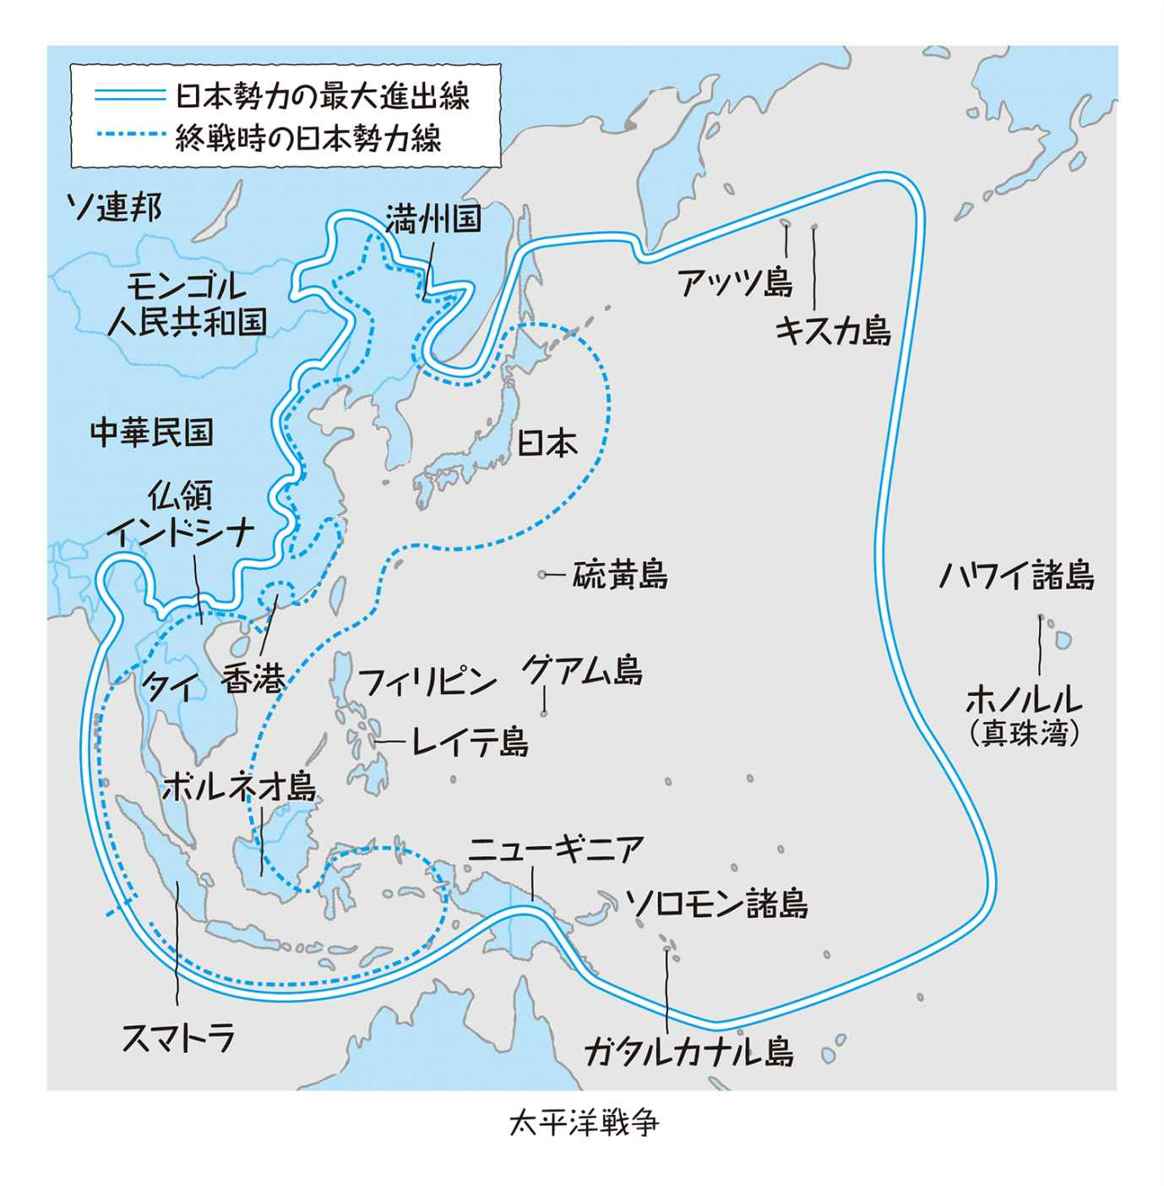 日本勢力の最大進出線
終戦時の日本勢力線
ソ連邦
満州国
モンゴル
人民共和国
アッツ島
キスカ島
中華民国
日本
仏領
インドシナ
硫黄島
ハワイ諸島
タイ
香港
フィリピン
グアム島
ホノルル
(真珠湾)
レイテ島
ボルネオ島
ニューギニア
ソロモン諸島
スマトラ
ガタルカナル島
太平洋戦争